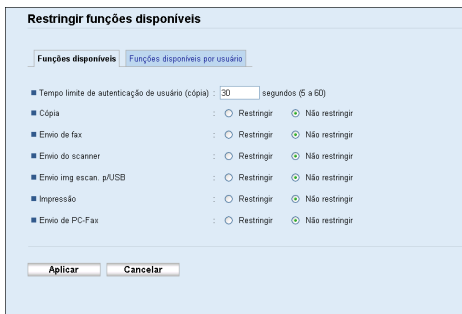 Restringir funções disponíveis
Funções disponíveis Funções disponíveis por usuário
Tempo limite de autenticação de usuário (cópia) : 30 segundos (5 a 60)
Cópia : Restringir Não restringir
Envio de fax : Restringir Não restringir
Envio do scanner : Restringir Não restringir
Envio img escan. p/USB : Restringir Não restringir
Impressão : Restringir Não restringir
Envio de PC-Fax : Restringir Não restringir
Aplicar Cancelar